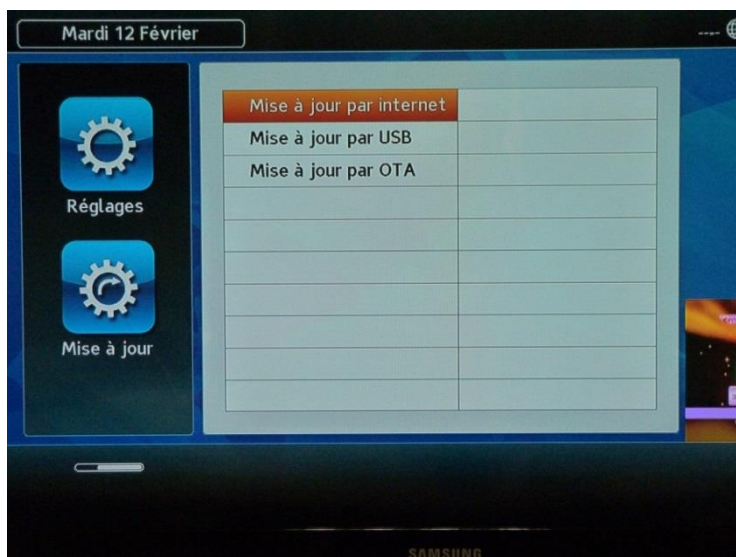 Mardi 12 Février
----
Mise à jour par internet
Mise à jour par USB
Mise à jour par OTA
Réglages
Mise à jour
SAMSUNG